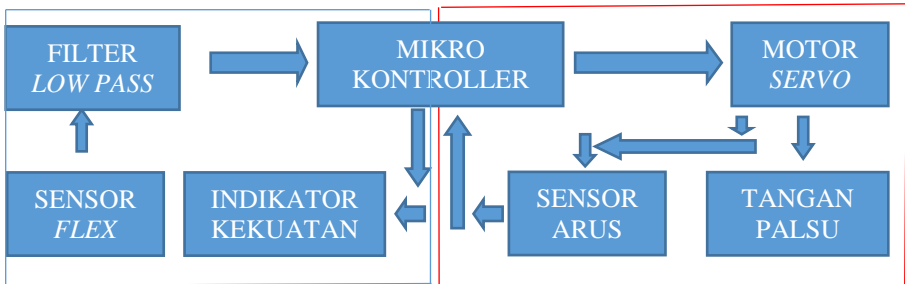 FILTER
LOW PASS
MIKRO
KONTROLLER
MOTOR
SERVO
SENSOR
FLEX
INDIKATOR
KEKUATAN
SENSOR
ARUS
TANGAN
PALSU